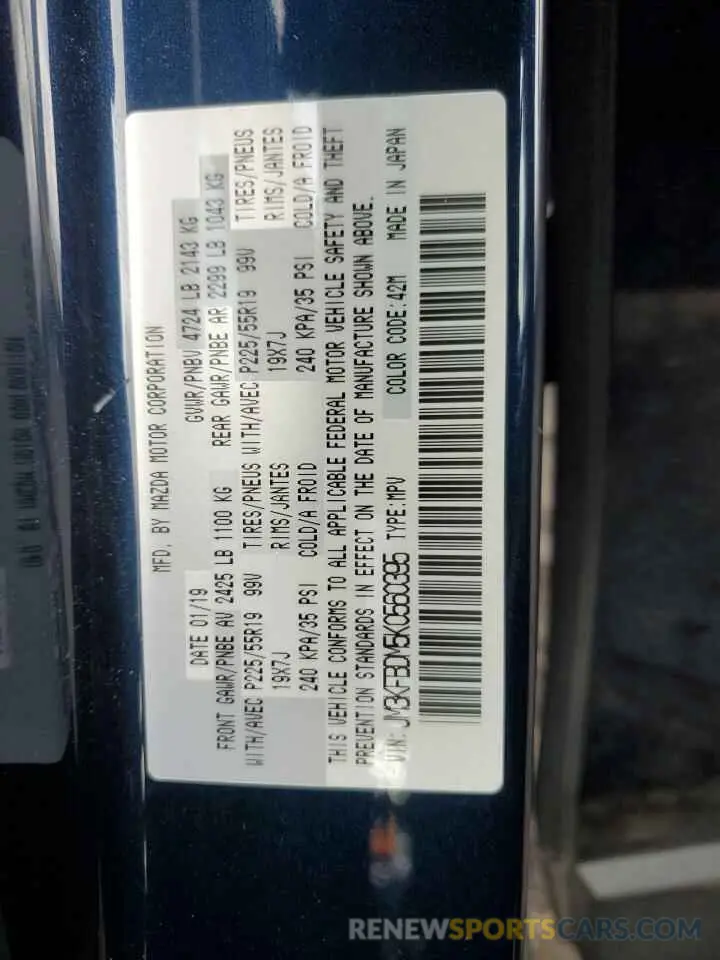 MFD. BY MAZDA MOTOR CORPORATION
DATE 01/19 GVWR/PNBV 4724 LB 2143 KG
FRONT GAWR/PNBE AV 2425 LB 1100 KG REAR GAWR/PNBE AR 2299 LB 1043 KG
WITH/AVEC P225/55R19 99V TIRES/PNEUS WITH/AVEC P225/55R19 99V TIRES/PNEUS
19X7J RIMS/JANTES 19X7J RIMS/JANTES
240 KPA/35 PSI COLD/A FROID 240 KPA/35 PSI COLD/A FROID
THIS VEHICLE CONFORMS TO ALL APPLICABLE FEDERAL MOTOR VEHICLE SAFETY AND THEFT
PREVENTION STANDARDS IN EFFECT ON THE DATE OF MANUFACTURE SHOWN ABOVE.
VIN: JM3KFBDM5K0560395 TYPE:MPV COLOR CODE:42M MADE IN JAPAN
RENEWSPORTSCARS.COM